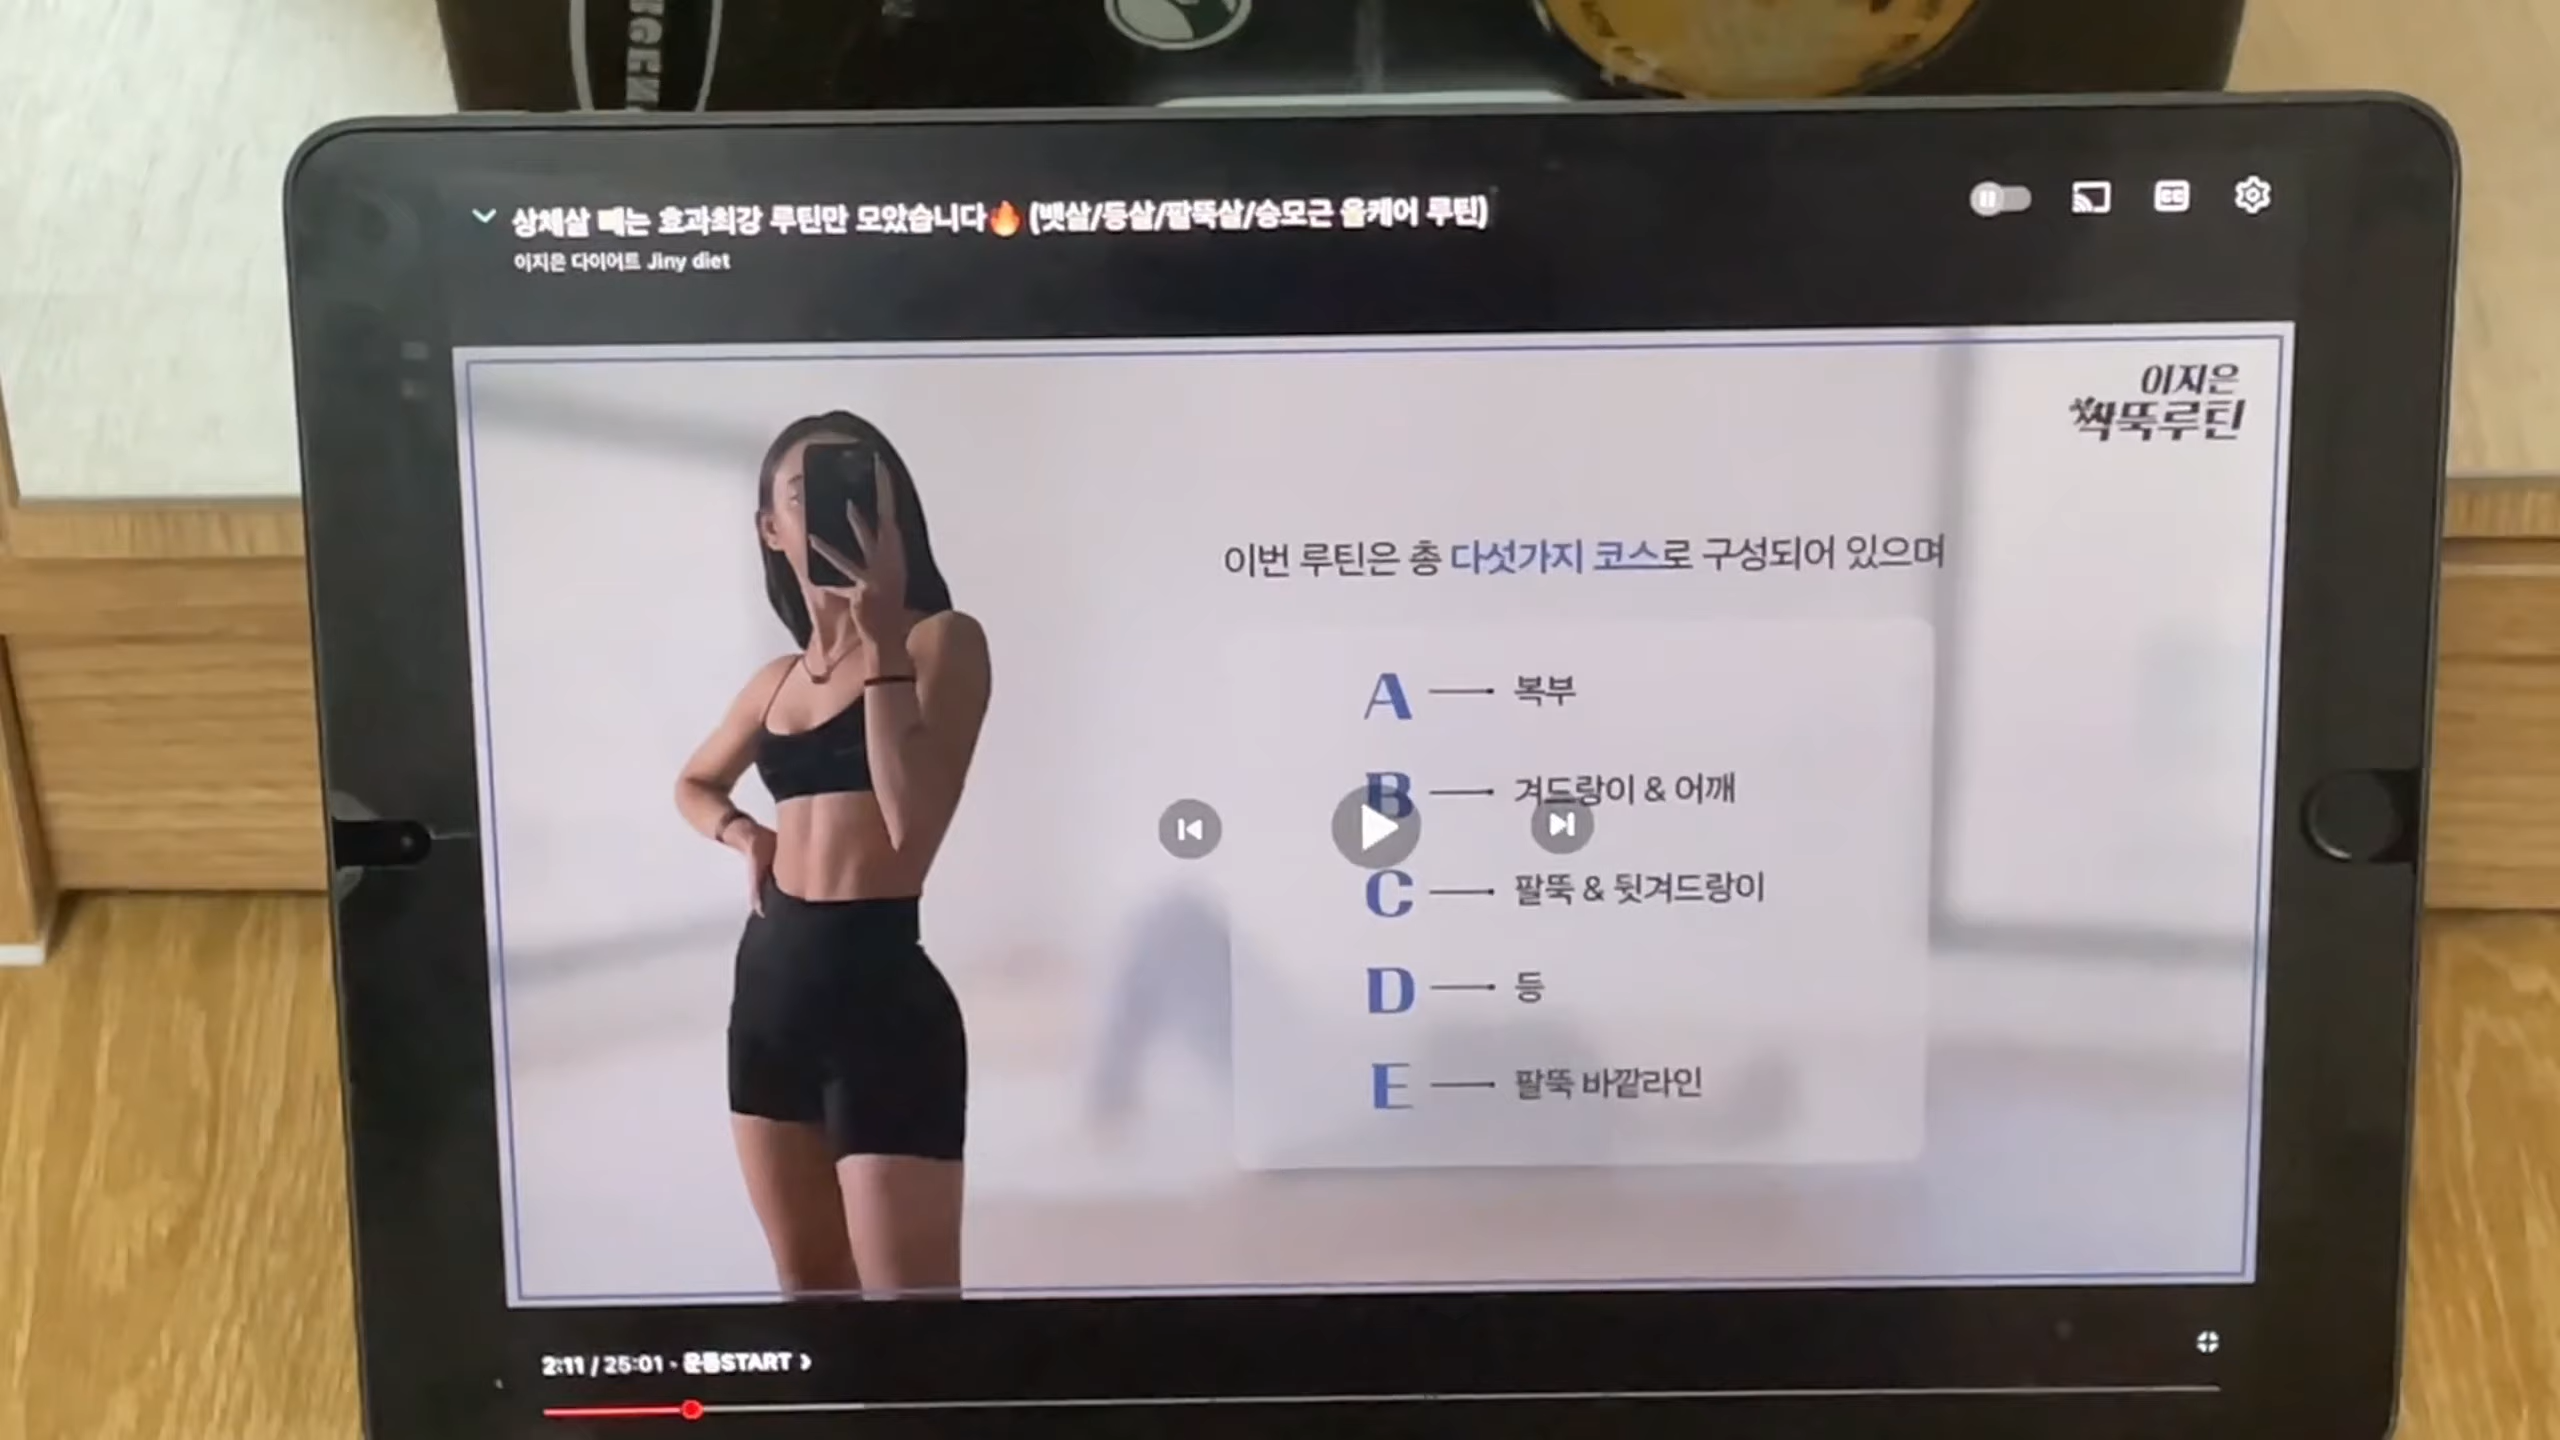 상체살 빼는 효과최강 루틴만 모았습니다🔥 (뱃살/등살/팔뚝살/승모근 올케어 루틴)
이지은 다이어트 Jiny diet
CC
이지은
싹뚝루틴
이번 루틴은 총 다섯가지 코스로 구성되어 있으며
A 복부
B 겨드랑이 & 어깨
C 팔뚝 & 뒷겨드랑이
D 등
E 팔뚝 바깥라인
2:11 / 25:01 · 운동START